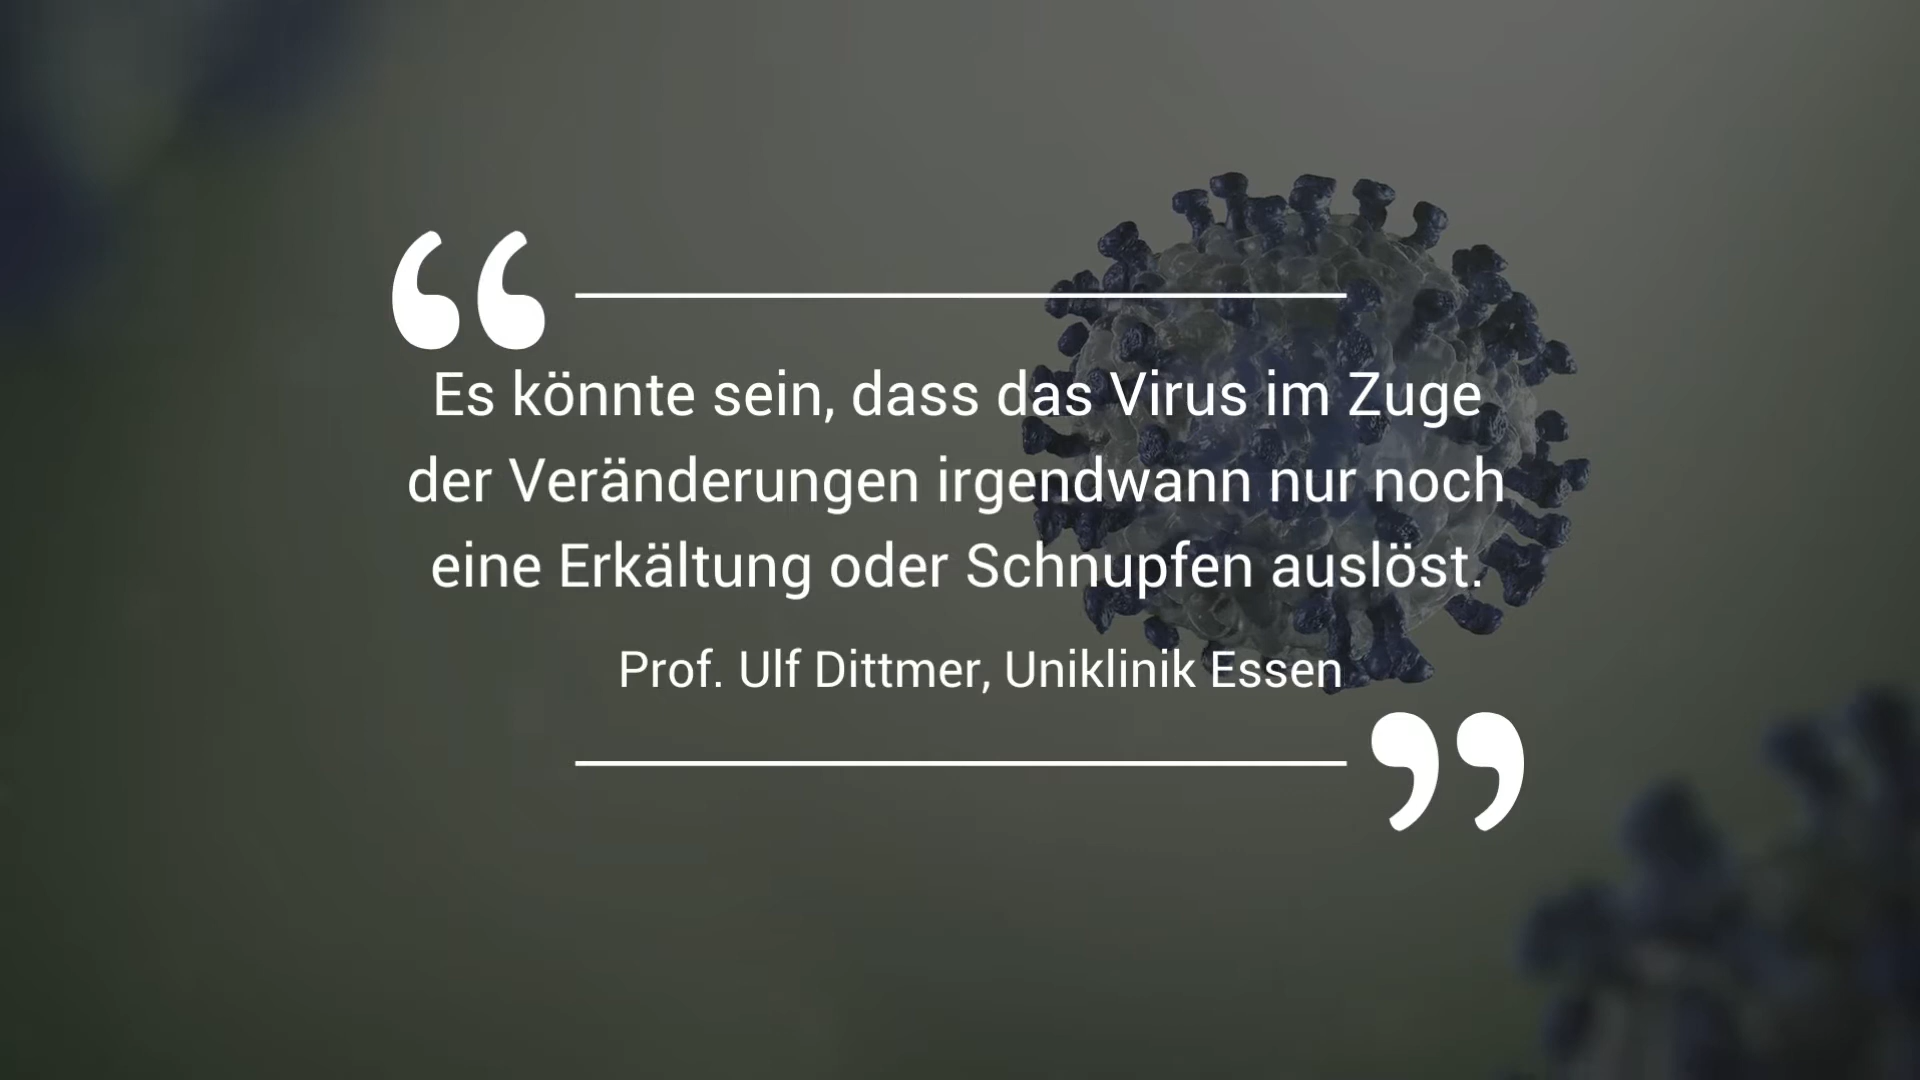 “
Es könnte sein, dass das Virus im Zuge
der Veränderungen irgendwann nur noch
eine Erkältung oder Schnupfen auslöst.
Prof. Ulf Dittmer, Uniklinik Essen
”